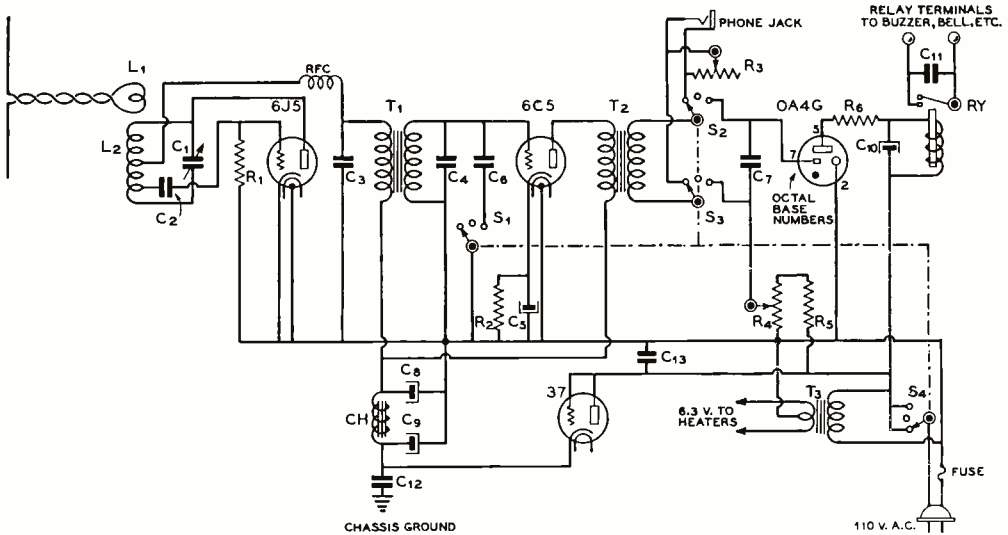 RELAY TERMINALS
TO BUZZER, BELL, ETC.
PHONE JACK
C11
L1
RFC
R3
RY
6J5
T1
6C5
T2
0A4G
R6
S2
5
L2
C1
C10
7
R1
C3
C4
C6
C7
2
C2
S1
S3
OCTAL
BASE
NUMBERS
R2
C5
R4
R5
C13
C8
37
T3
S4
CH
C9
6.3 V. TO
HEATERS
C12
FUSE
CHASSIS GROUND
110 V. A.C.